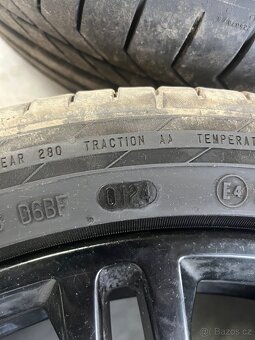 EAR 280 TRACTION AA TEMPERAT
D6BF 0124 E4
bazos.cz